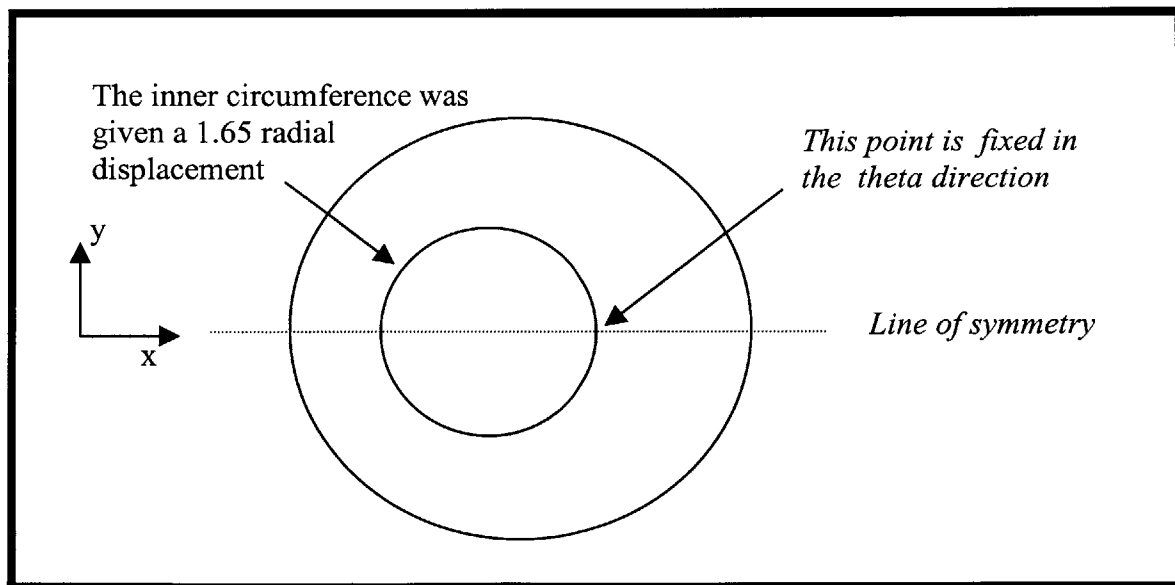 The inner circumference was
given a 1.65 radial
displacement
This point is fixed in
the theta direction
y
x
Line of symmetry